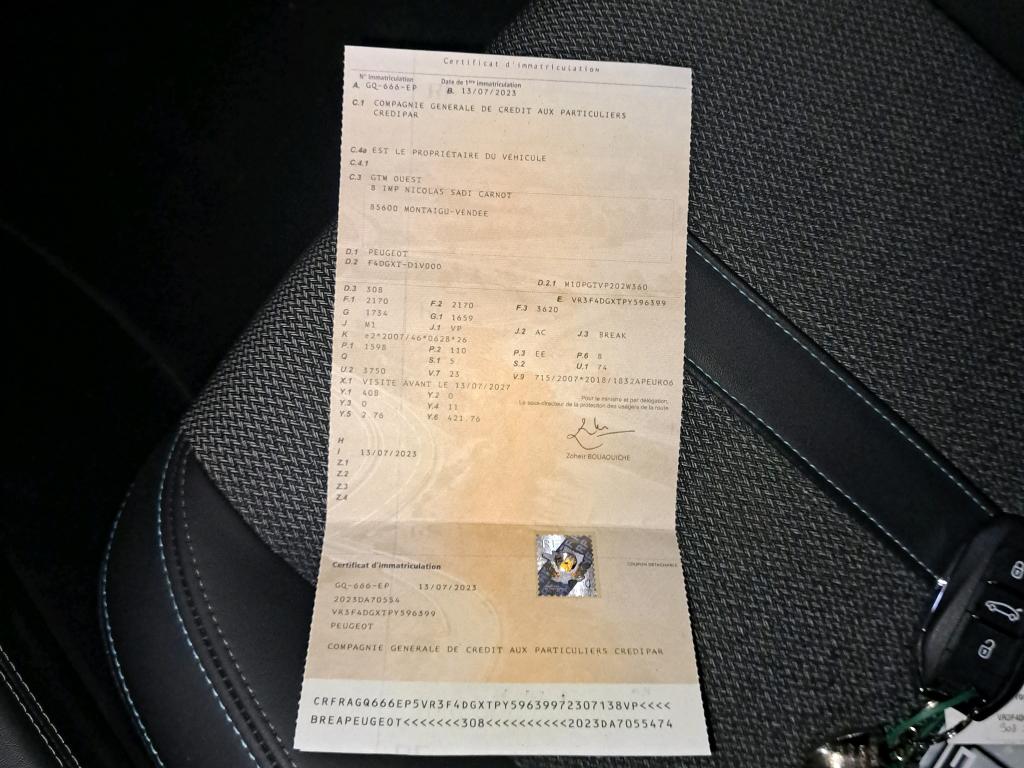 Certificat d'immatriculation
N° Immatriculation Date de 1ère immatriculation
A. GQ-666-EP B. 13/07/2023
C.1 COMPAGNIE GENERALE DE CREDIT AUX PARTICULIERS
CREDIPAR
C.4a EST LE PROPRIÉTAIRE DU VÉHICULE
C.4.1
C.3 GTM OUEST
8 IMP NICOLAS SADI CARNOT
85600 MONTAIGU-VENDEE
D.1 PEUGEOT
D.2 F4DGXT-D1V000
D.2.1 M10PGTVP202W360
D.3 308 E. VR3F4DGXTPY596399
F.1 2170 F.2 2170 F.3 3620
G 1734 G.1 1659
J M1 J.1 VP J.2 AC J.3 BREAK
K e2*2007/46*0628*26
P.1 1598 P.2 110 P.3 EE P.6 8
Q S.1 5 S.2 U.1 74
U.2 3750 V.7 23 V.9 715/2007*2018/1832APEURO6
X.1 VISITE AVANT LE 13/07/2027
Y.1 408 Y.2 0
Y.3 0 Y.4 11
Y.5 2.76 Y.6 421.76
Pour le ministre et par délégation,
Le sous-directeur de la protection des usagers de la route
Zoheir BOUAOUICHE
H
I 13/07/2023
Z.1
Z.2
Z.3
Z.4
Certificat d'immatriculation COUPON DÉTACHABLE
GQ-666-EP 13/07/2023
2023DA70554
VR3F4DGXTPY596399
PEUGEOT
COMPAGNIE GENERALE DE CREDIT AUX PARTICULIERS CREDIPAR
CRFRAGQ666EP5VR3F4DGXTPY59639972307138VP<<<<
BREAPEUGEOT<<<<<<<308<<<<<<<<<<2023DA7055474